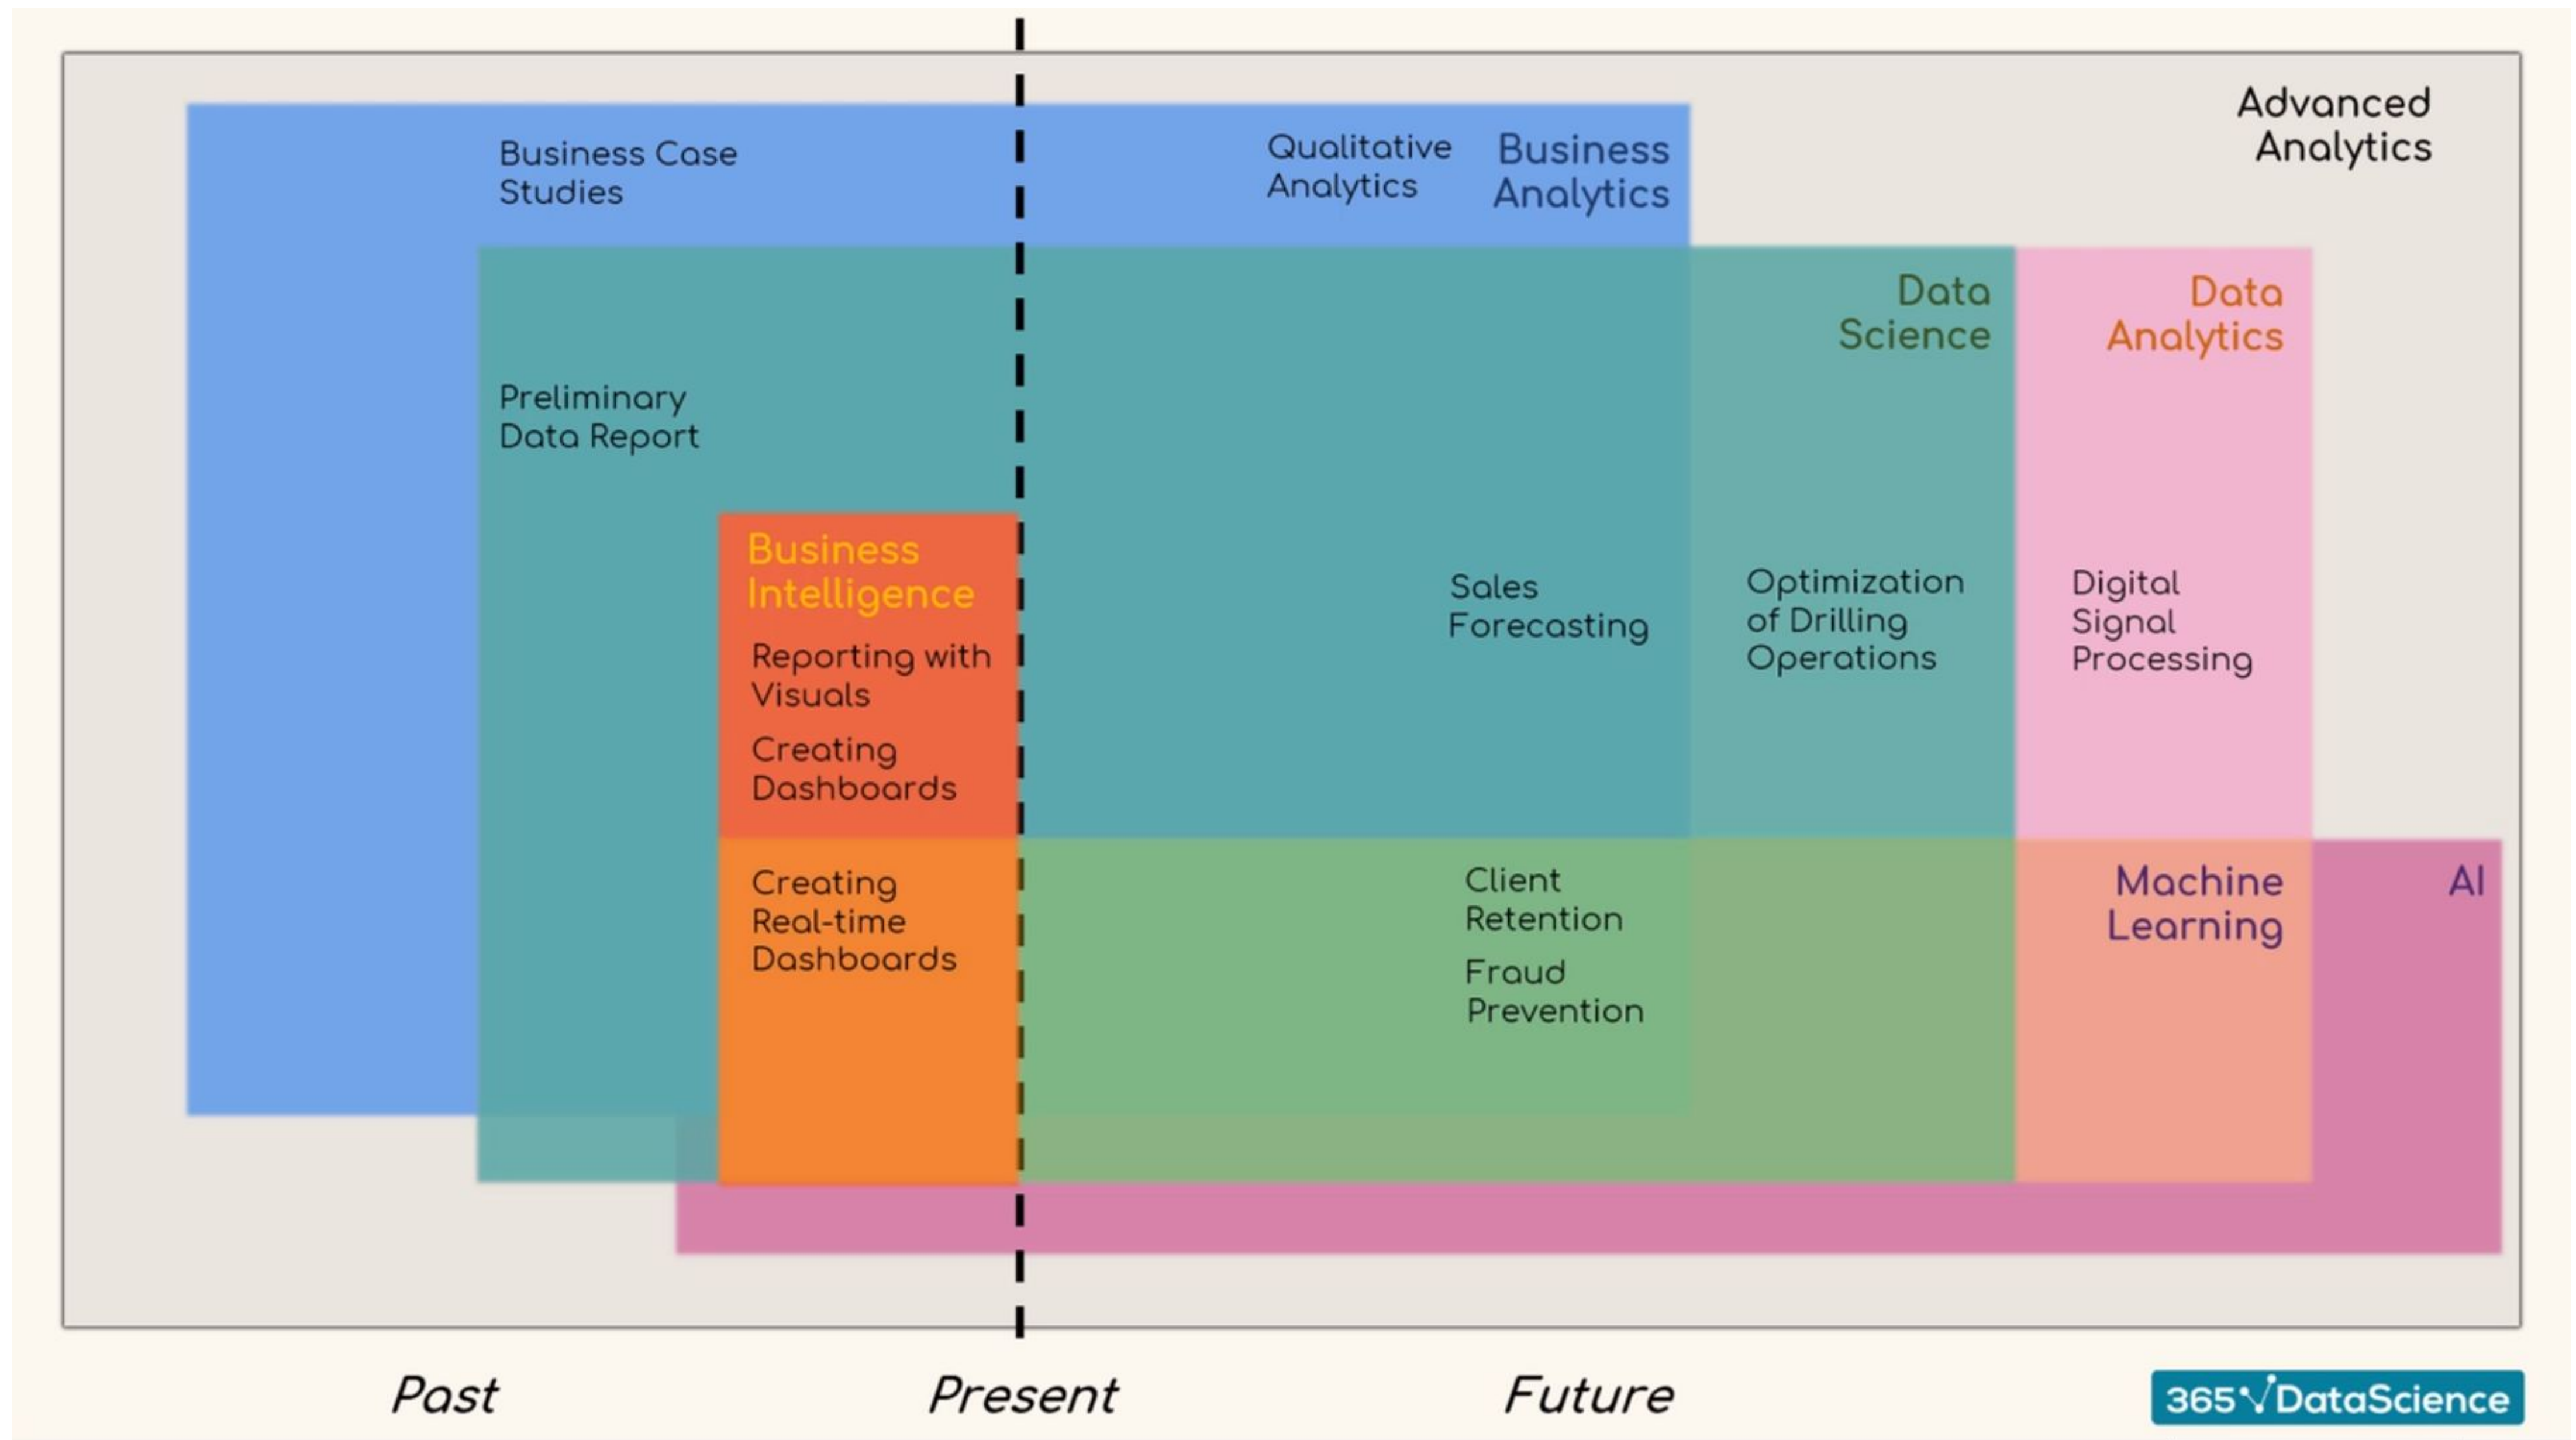 Advanced
Analytics
Business Case
Studies
Qualitative
Analytics
Business
Analytics
Data
Science
Data
Analytics
Preliminary
Data Report
Business
Intelligence
Reporting with
Visuals
Creating
Dashboards
Sales
Forecasting
Optimization
of Drilling
Operations
Digital
Signal
Processing
Creating
Real-time
Dashboards
Client
Retention
Fraud
Prevention
Machine
Learning
AI
Past
Present
Future
365 DataScience